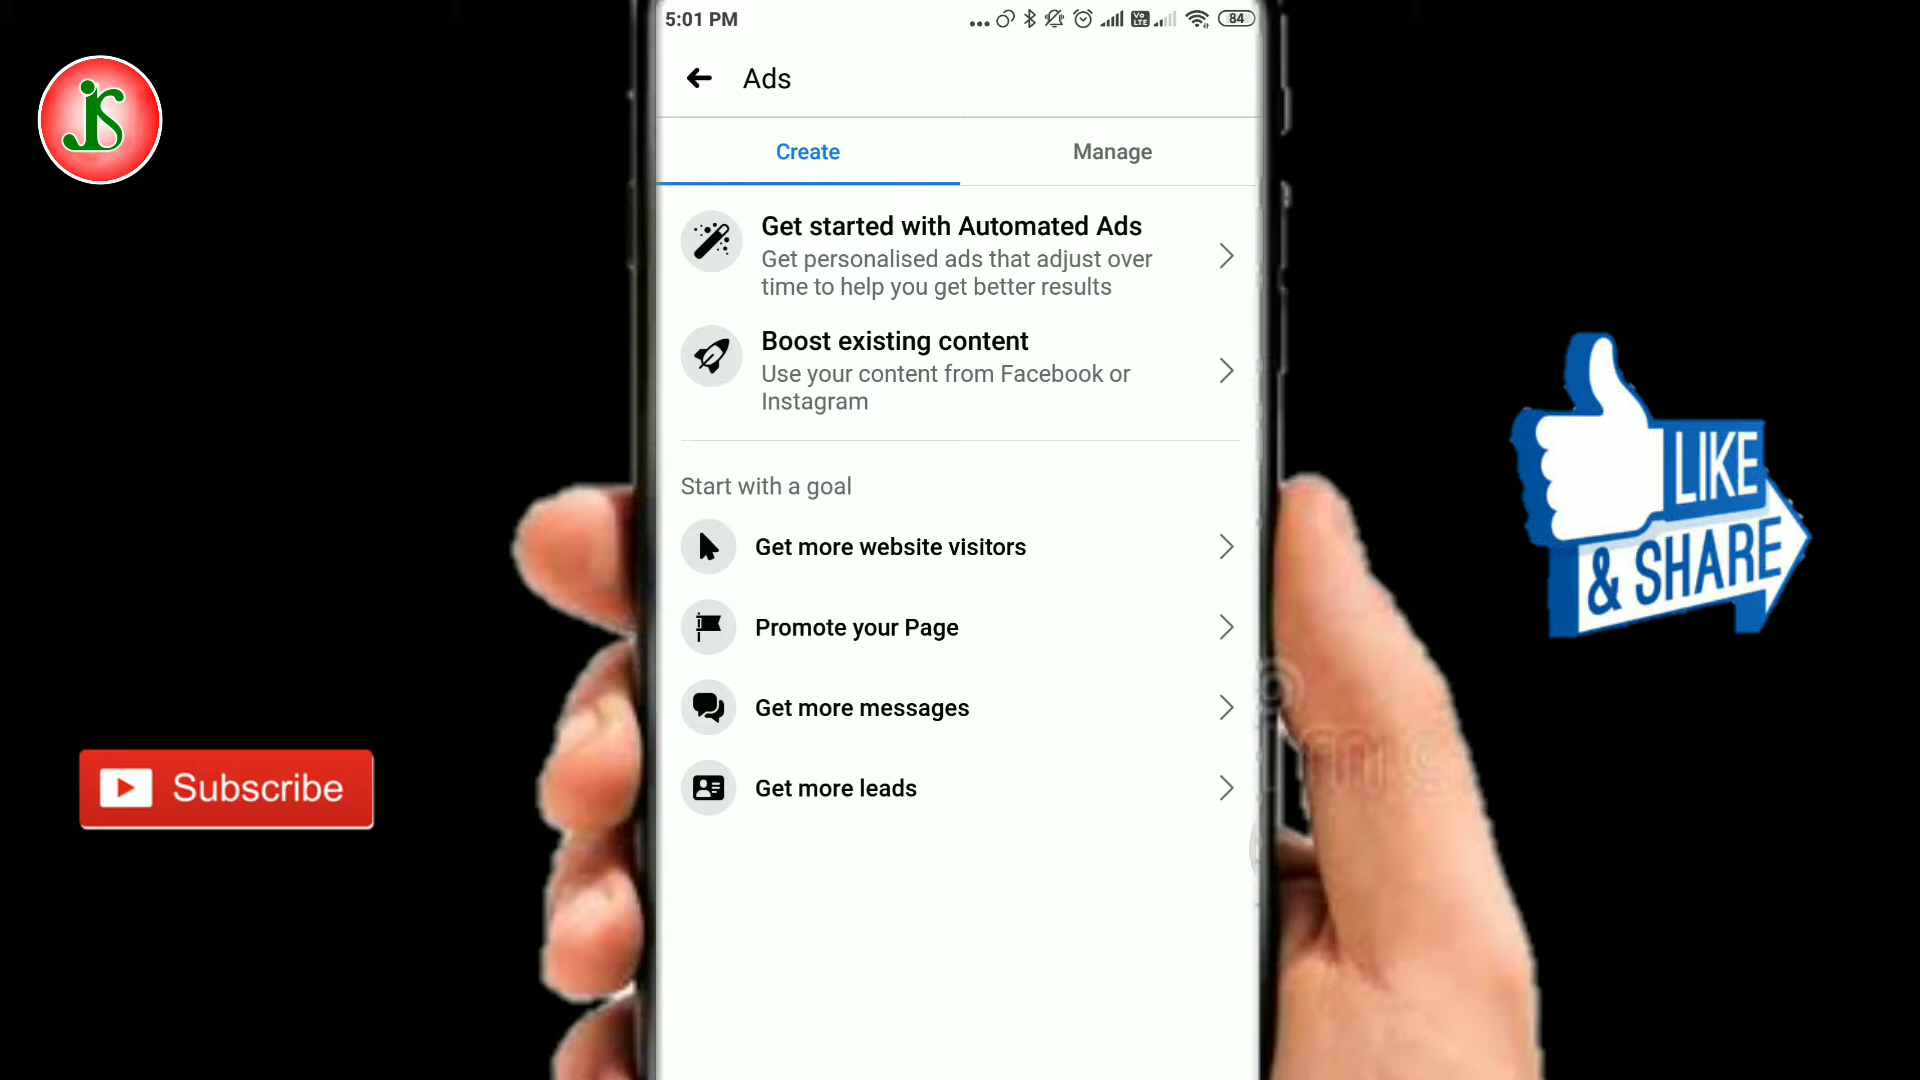 5:01 PM
84
Ads
Create
Manage
Get started with Automated Ads
Get personalised ads that adjust over
time to help you get better results
Boost existing content
Use your content from Facebook or
Instagram
Start with a goal
Get more website visitors
Promote your Page
Get more messages
Get more leads
LIKE
& SHARE
Subscribe
JS